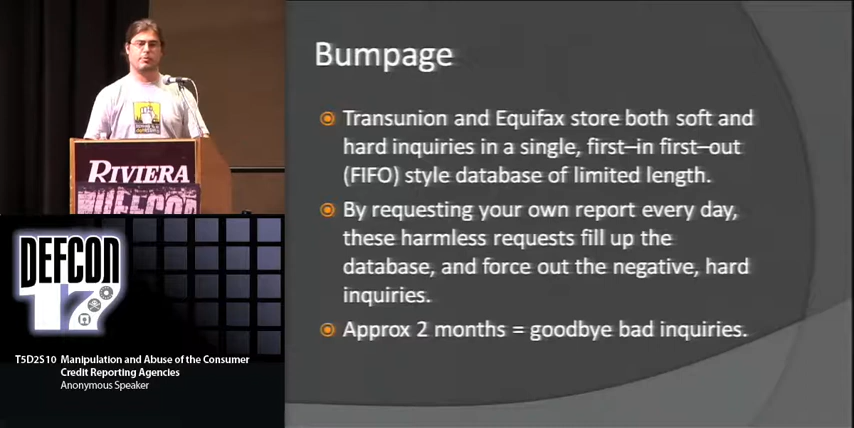 Bumpage
Transunion and Equifax store both soft and
hard inquiries in a single, first–in first–out
(FIFO) style database of limited length.
By requesting your own report every day,
these harmless requests fill up the
database, and force out the negative, hard
inquiries.
Approx 2 months = goodbye bad inquiries.
RIVIERA
DEFCON
DEFCON
17
T5D2S10 Manipulation and Abuse of the Consumer
Credit Reporting Agencies
Anonymous Speaker